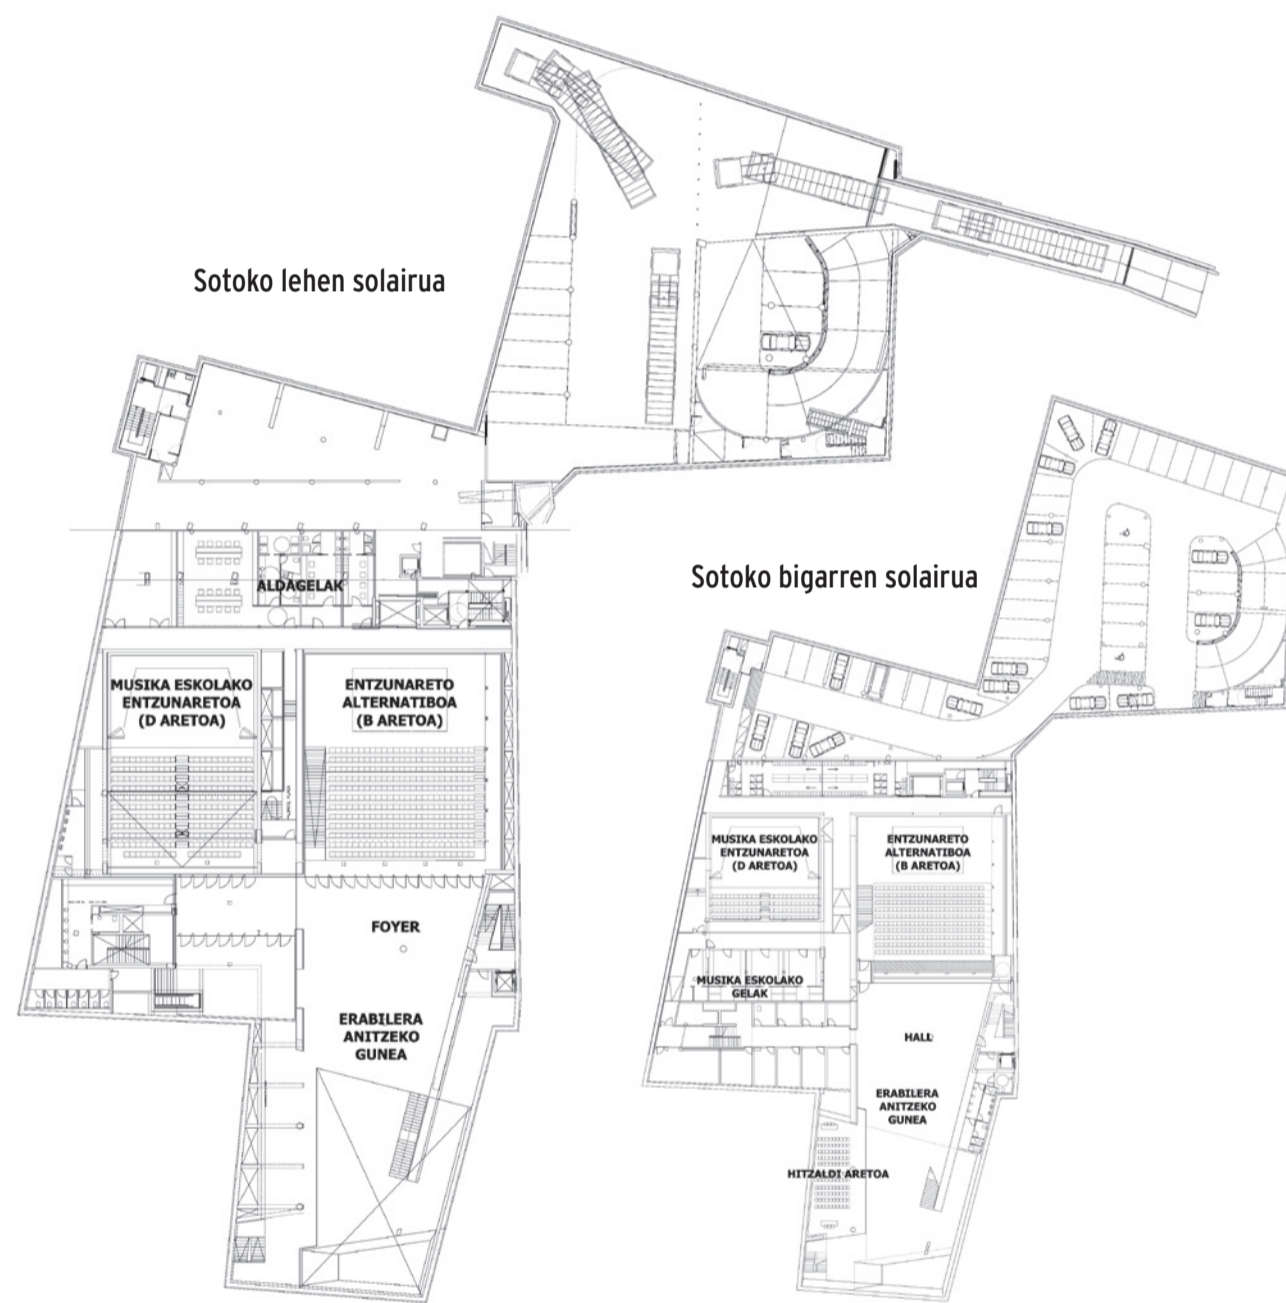 Sotoko lehen solairua
ALDAGELAK
MUSIKA ESKOLAKO
ENTZUNARETOA
(D ARETOA)
ENTZUNARETO
ALTERNATIBOA
(B ARETOA)
FOYER
ERABILERA
ANITZEKO
GUNEA
Sotoko bigarren solairua
MUSIKA ESKOLAKO
ENTZUNARETOA
(D ARETOA)
ENTZUNARETO
ALTERNATIBOA
(B ARETOA)
MUSIKA ESKOLAKO
GELAK
HALL
ERABILERA
ANITZEKO
GUNEA
HITZALDI ARETOA